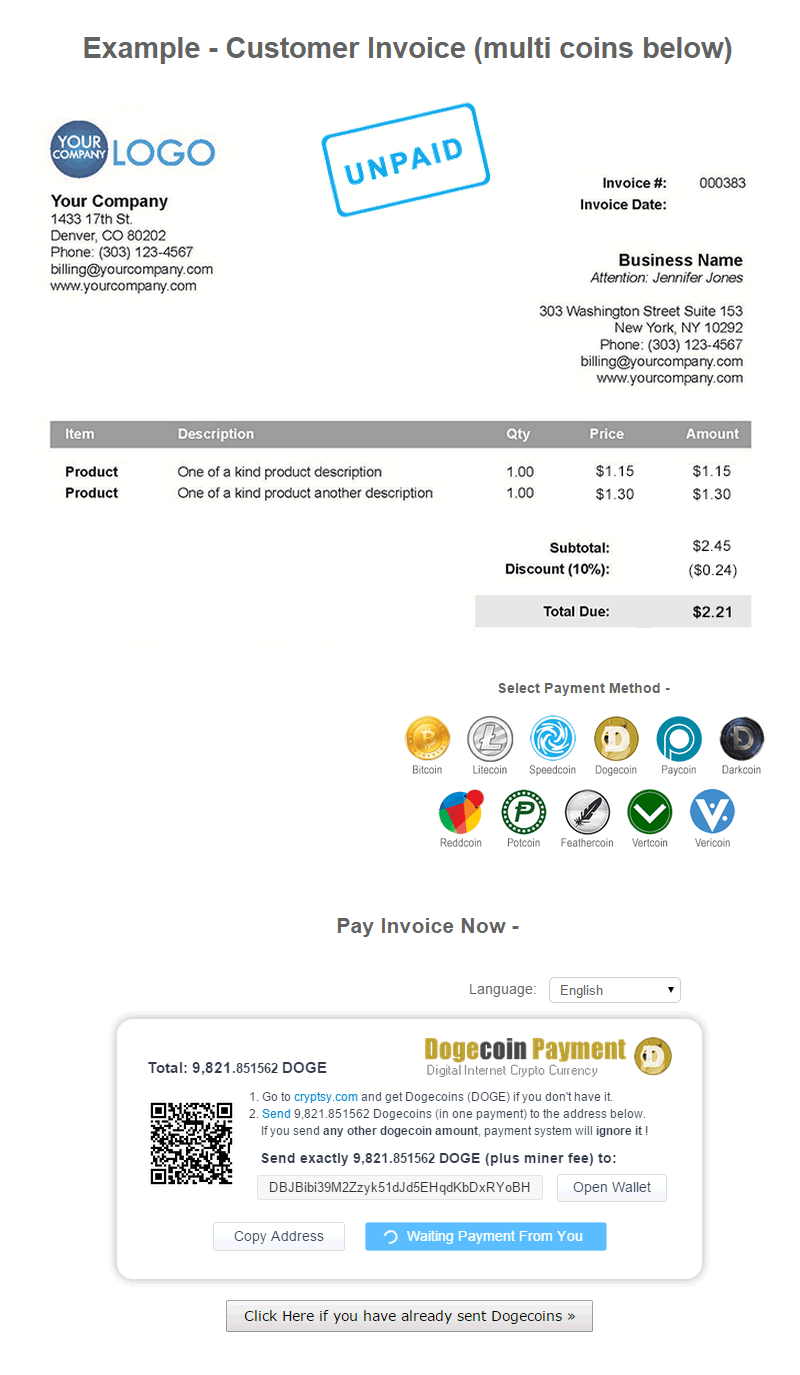 Example - Customer Invoice (multi coins below)
YOUR COMPANY LOGO
UNPAID
Invoice #: 000383
Invoice Date:
Your Company
1433 17th St.
Denver, CO 80202
Phone: (303) 123-4567
billing@yourcompany.com
www.yourcompany.com
Business Name
Attention: Jennifer Jones
303 Washington Street Suite 153
New York, NY 10292
Phone: (303) 123-4567
billing@yourcompany.com
www.yourcompany.com
Item Description Qty Price Amount
Product One of a kind product description 1.00 $1.15 $1.15
Product One of a kind product another description 1.00 $1.30 $1.30
Subtotal: $2.45
Discount (10%): ($0.24)
Total Due: $2.21
Select Payment Method -
Bitcoin Litecoin Speedcoin Dogecoin Paycoin Darkcoin
Reddcoin Potcoin Feathercoin Vertcoin Vericoin
Pay Invoice Now -
Language: English
Dogecoin Payment
Digital Internet Crypto Currency
Total: 9,821.851562 DOGE
1. Go to cryptsy.com and get Dogecoins (DOGE) if you don't have it.
2. Send 9,821.851562 Dogecoins (in one payment) to the address below.
If you send any other dogecoin amount, payment system will ignore it !
Send exactly 9,821.851562 DOGE (plus miner fee) to:
DBJBibi39M2Zzyk51dJd5EHqdKbDxRYoBH Open Wallet
Copy Address Waiting Payment From You
Click Here if you have already sent Dogecoins »